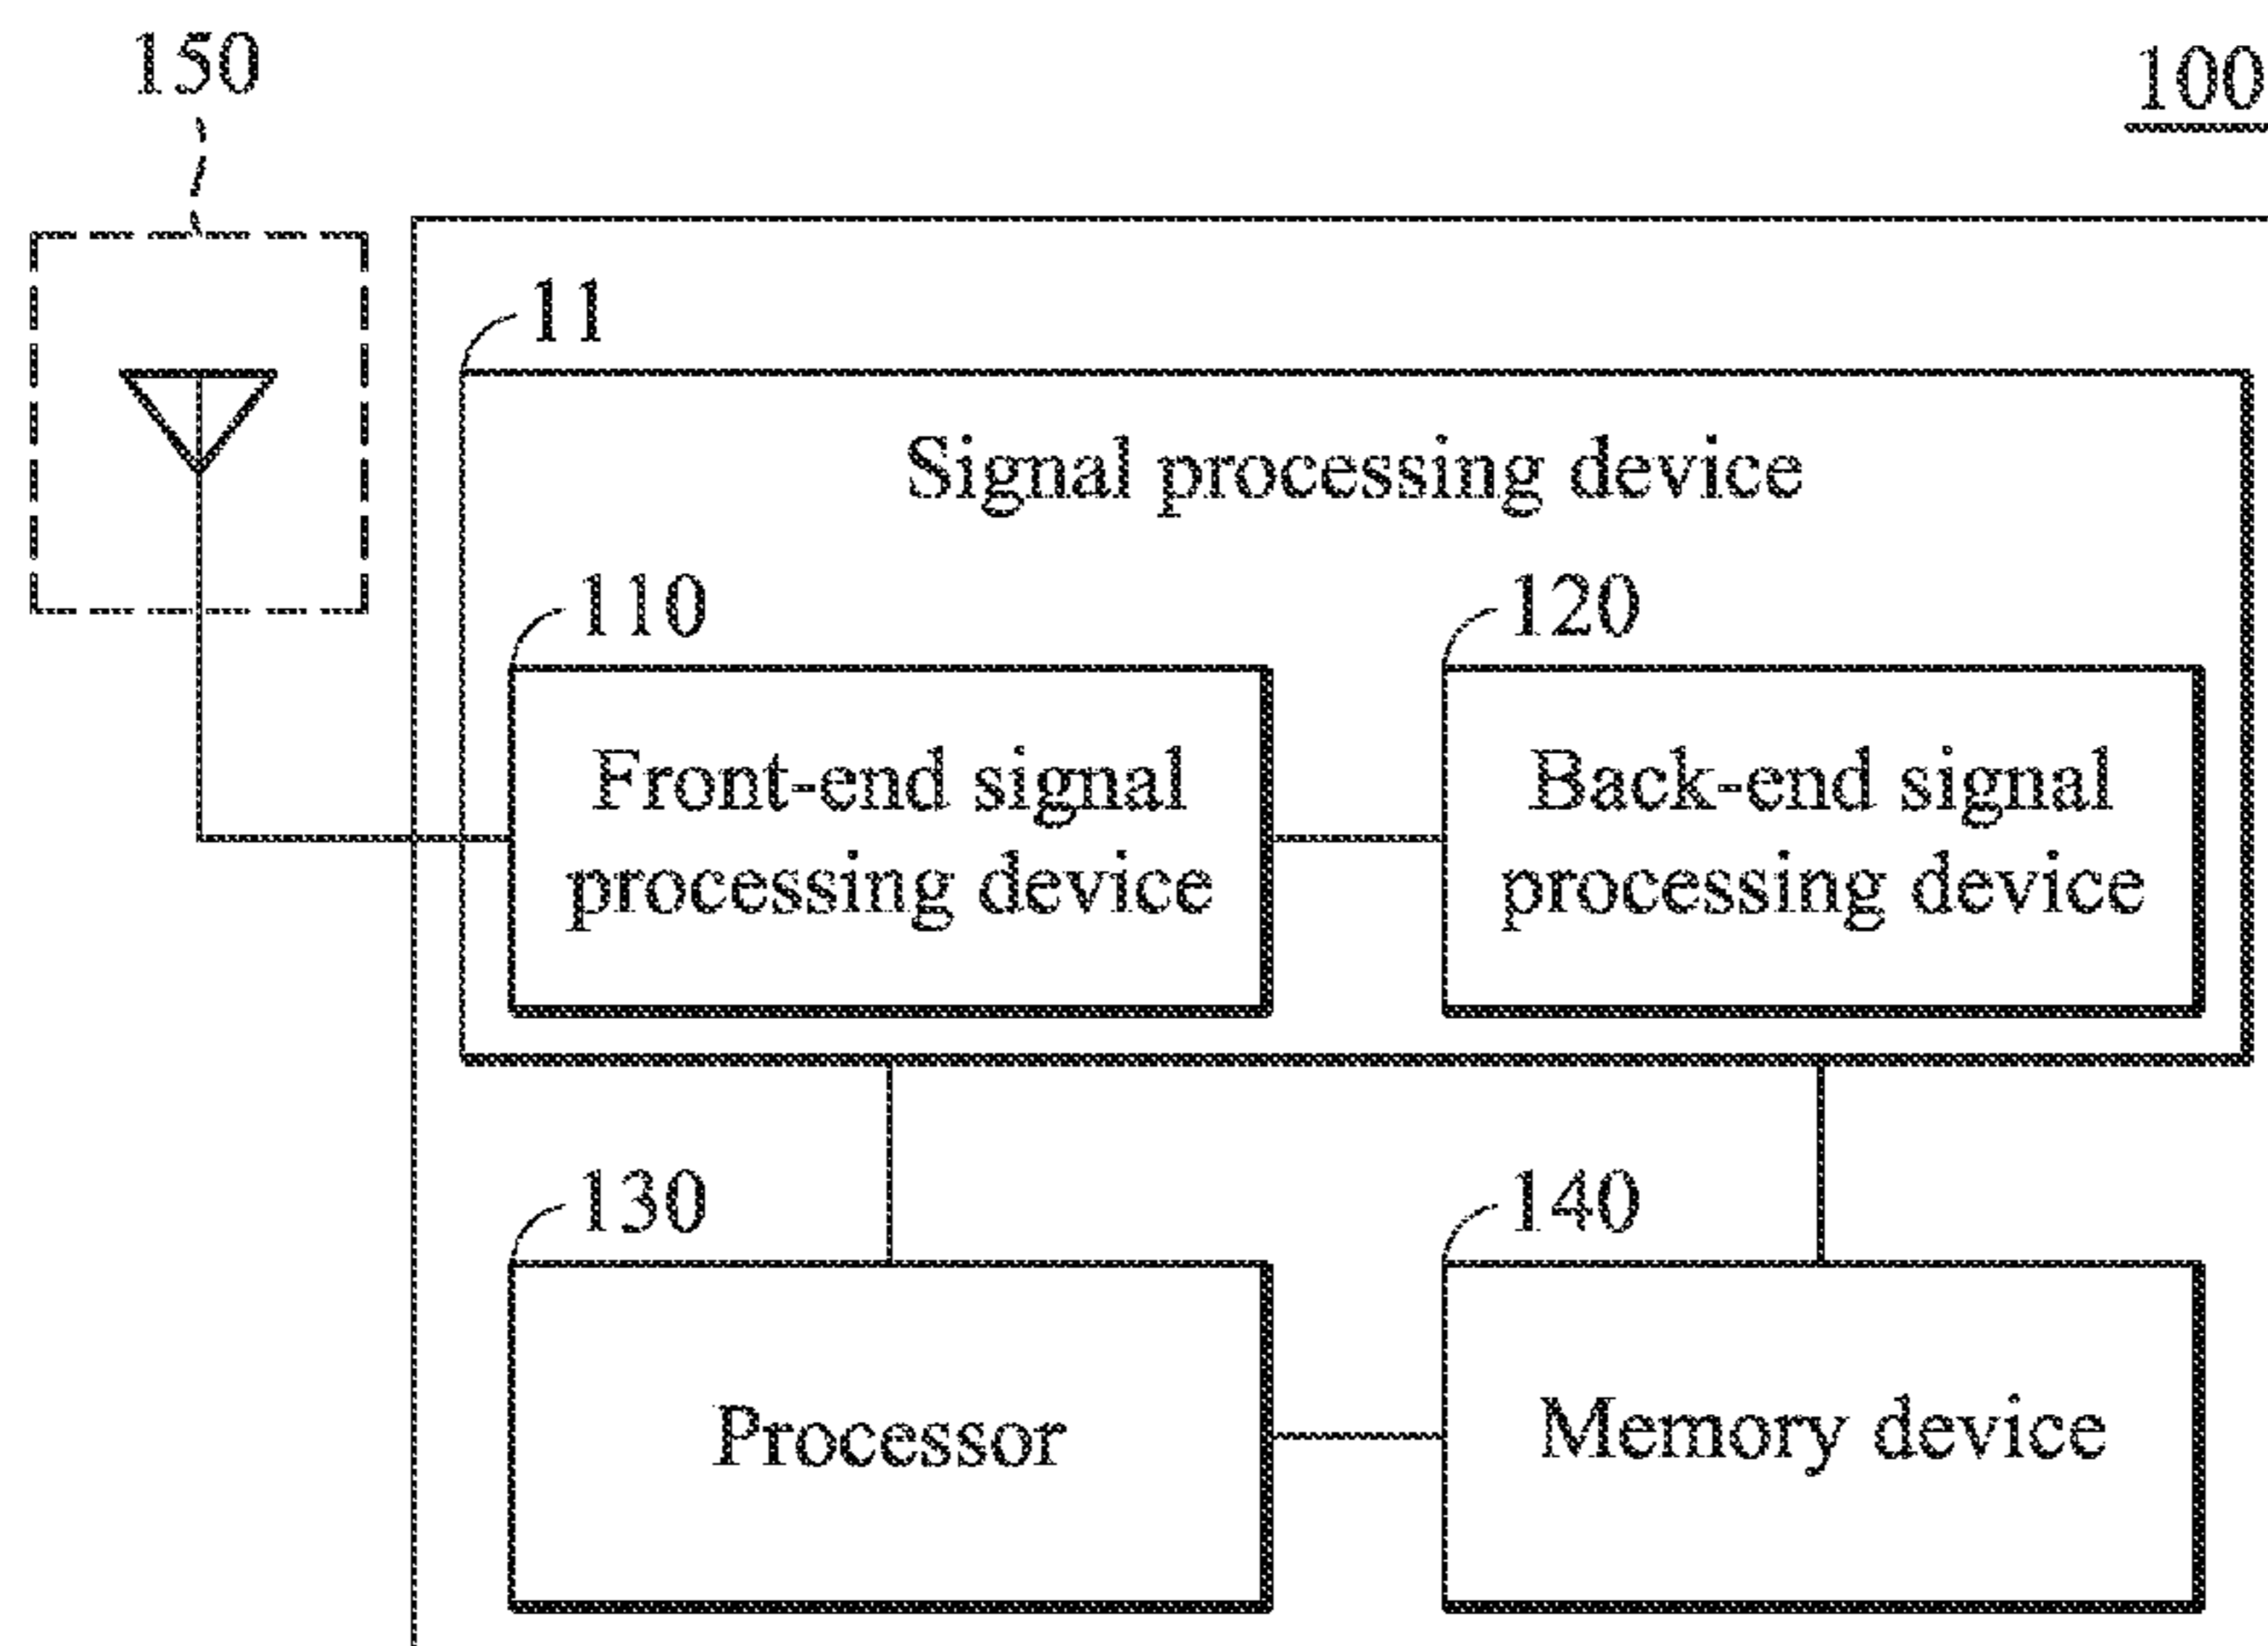 150
100
11
Signal processing device
110
120
Front-end signal
processing device
Back-end signal
processing device
130
140
Processor
Memory device